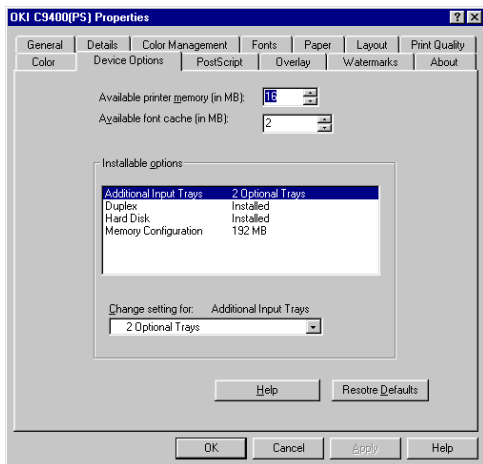 OKI C9400(PS) Properties
General Details Color Management Fonts Paper Layout Print Quality
Color Device Options PostScript Overlay Watermarks About
Available printer memory (in MB): 16
Available font cache (in MB): 2
Installable options
Additional Input Trays 2 Optional Trays
Duplex Installed
Hard Disk Installed
Memory Configuration 192 MB
Change setting for: Additional Input Trays
2 Optional Trays
Help Resotre Defaults
OK Cancel Apply Help